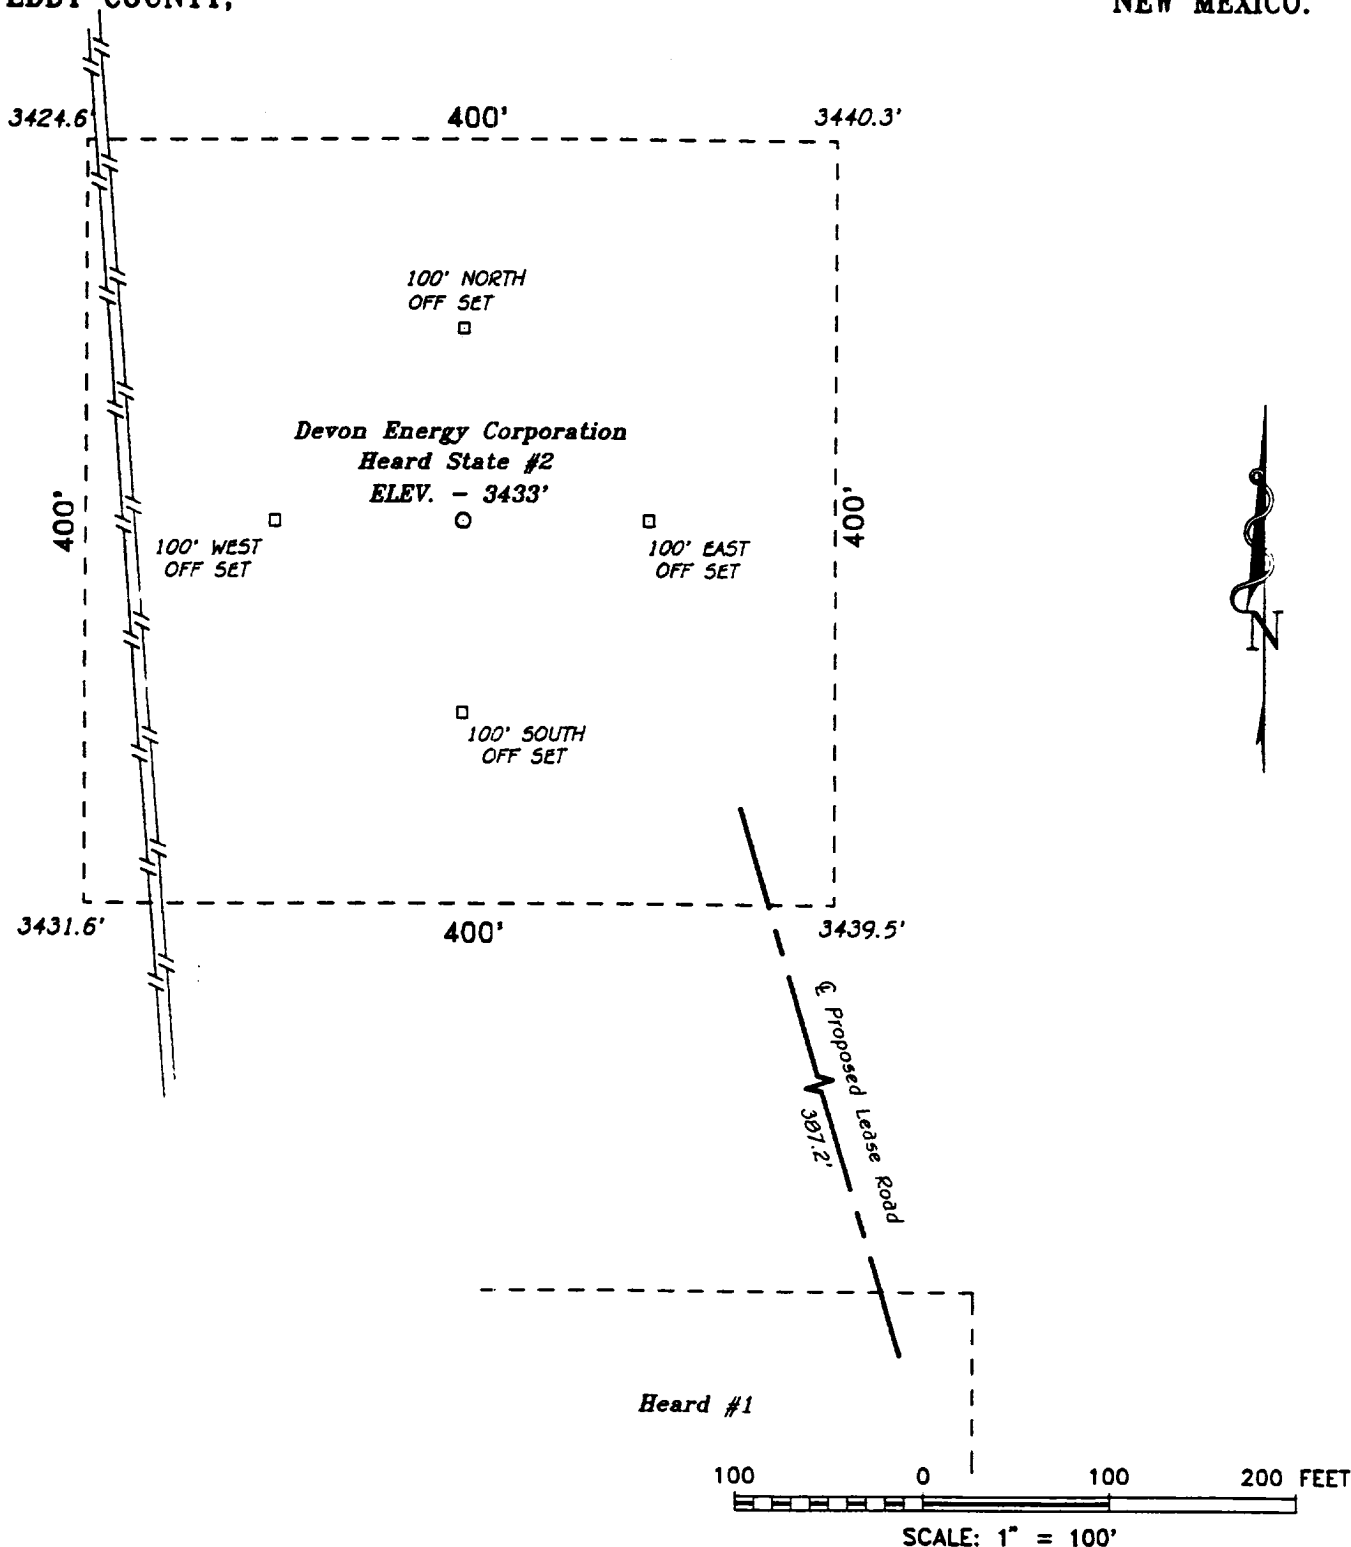 EDDY COUNTY,
NEW MEXICO.
3424.6'
400'
3440.3'
100' NORTH
OFF SET
Devon Energy Corporation
Heard State #2
ELEV. - 3433'
400'
400'
100' WEST
OFF SET
100' EAST
OFF SET
N
100' SOUTH
OFF SET
3431.6'
400'
3439.5'
℄ Proposed Lease Road
387.2'
Heard #1
100 0 100 200 FEET
SCALE: 1" = 100'